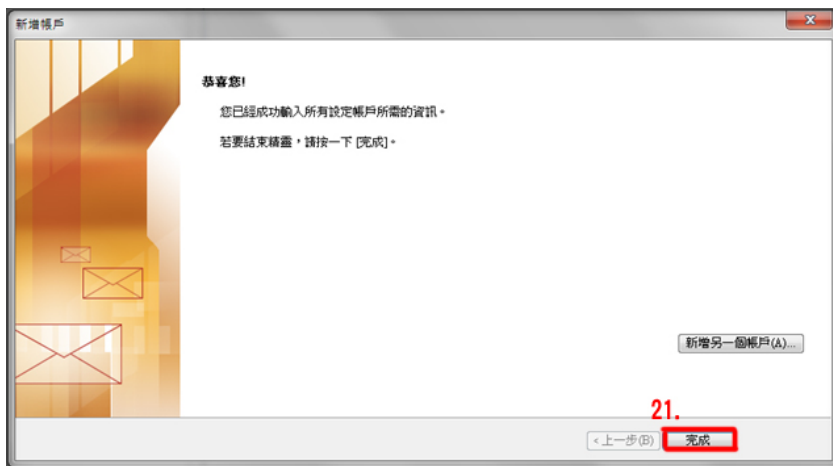 新增帳戶
恭喜您!
您已經成功輸入所有設定帳戶所需的資訊。
若要結束精靈，請按一下 [完成]。
新增另一個帳戶(A)...
21.
<上一步(B)
完成